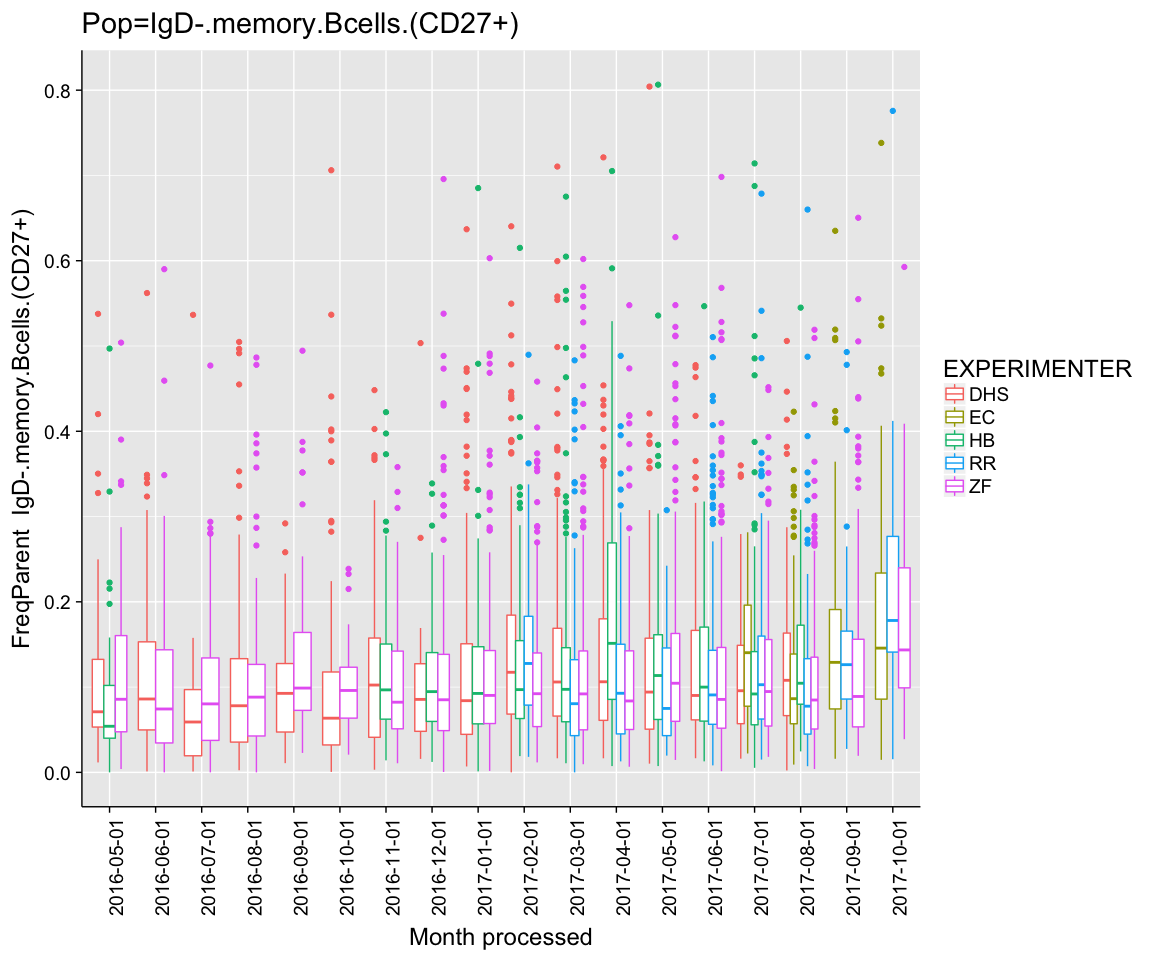 Pop=IgD-.memory.Bcells.(CD27+)
FreqParent IgD-.memory.Bcells.(CD27+)
0.8
0.6
0.4
0.2
0.0
2016-05-01
2016-06-01
2016-07-01
2016-08-01
2016-09-01
2016-10-01
2016-11-01
2016-12-01
2017-01-01
2017-02-01
2017-03-01
2017-04-01
2017-05-01
2017-06-01
2017-07-01
2017-08-01
2017-09-01
2017-10-01
Month processed
EXPERIMENTER
DHS
EC
HB
RR
ZF